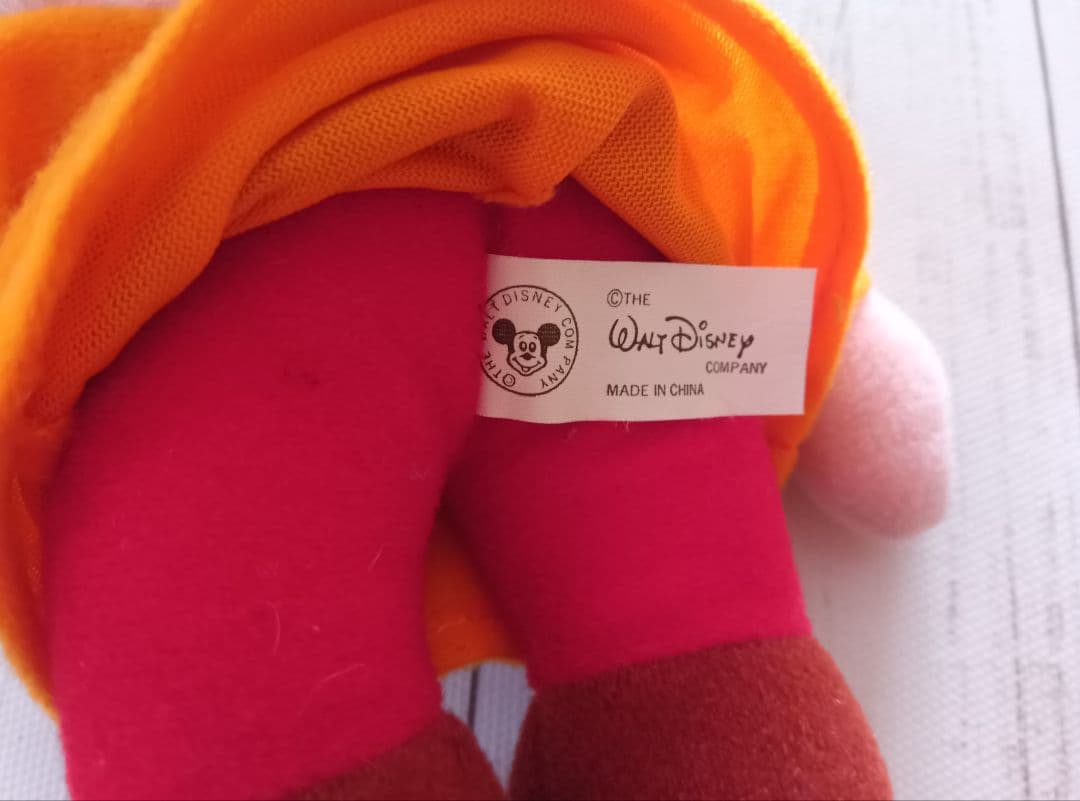 ©THE WALT DISNEY COMPANY
©THE
WALT DISNEY
COMPANY
MADE IN CHINA